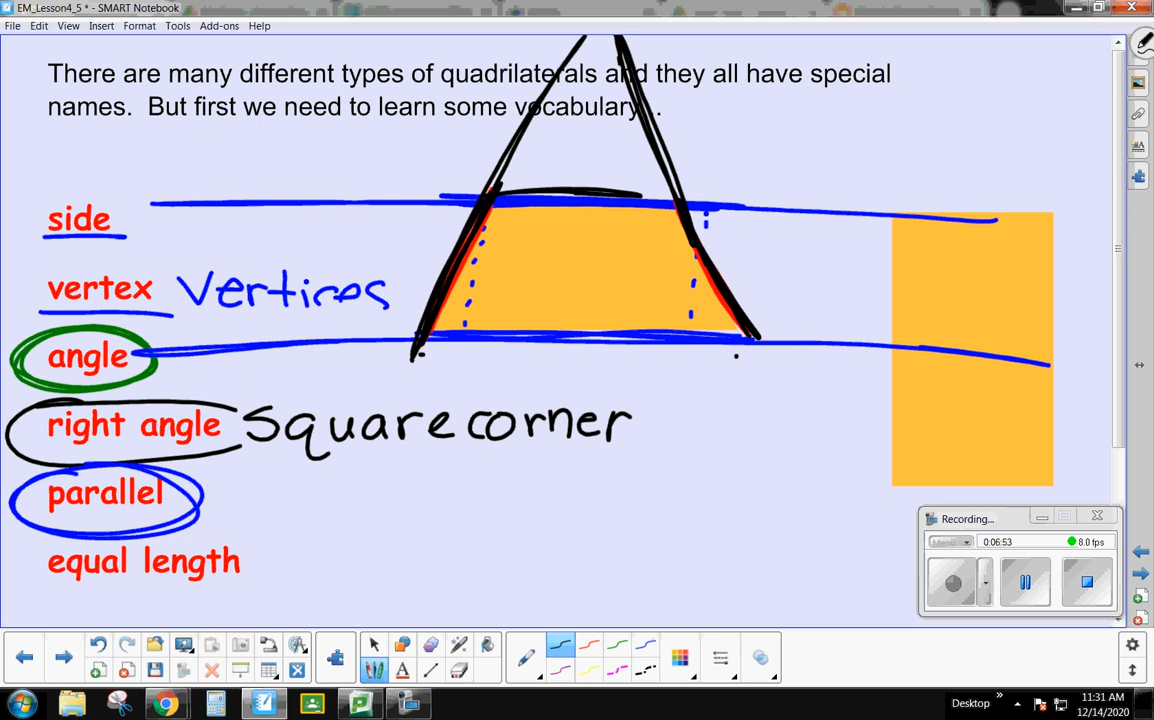 EM_Lesson4_5 * - SMART Notebook
File Edit View Insert Format Tools Add-ons Help
There are many different types of quadrilaterals and they all have special
names. But first we need to learn some vocabulary...
side
vertex Vertices
angle
right angle Square corner
parallel
equal length
Recording...
Menu 0:06:53 8.0 fps
Desktop
11:31 AM
12/14/2020